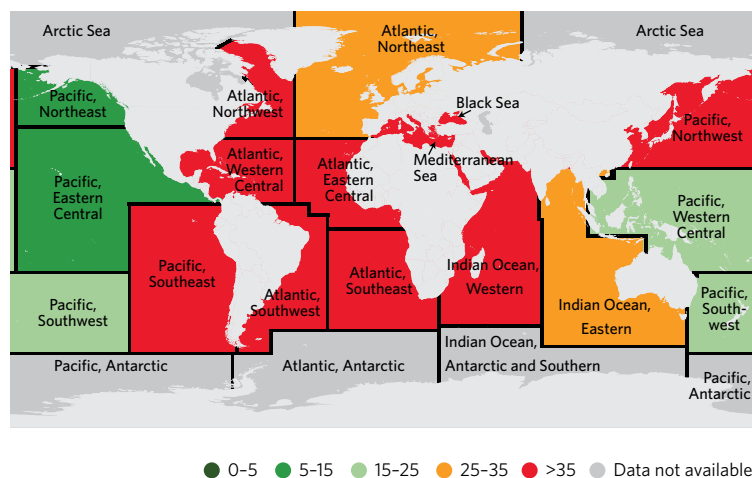 Arctic Sea
Atlantic,
Northeast
Arctic Sea
Pacific,
Northeast
Atlantic,
Northwest
Black Sea
Pacific,
Northwest
Atlantic,
Western
Central
Atlantic,
Eastern
Central
Mediterranean
Sea
Pacific,
Eastern
Central
Pacific,
Western
Central
Pacific,
Southeast
Atlantic,
Southeast
Indian Ocean,
Western
Pacific,
Southwest
Atlantic,
Southwest
Indian Ocean,
Eastern
Pacific,
South-
west
Indian Ocean,
Antarctic and Southern
Pacific, Antarctic
Atlantic, Antarctic
Pacific,
Antarctic
0–5 5–15 15–25 25–35 >35 Data not available